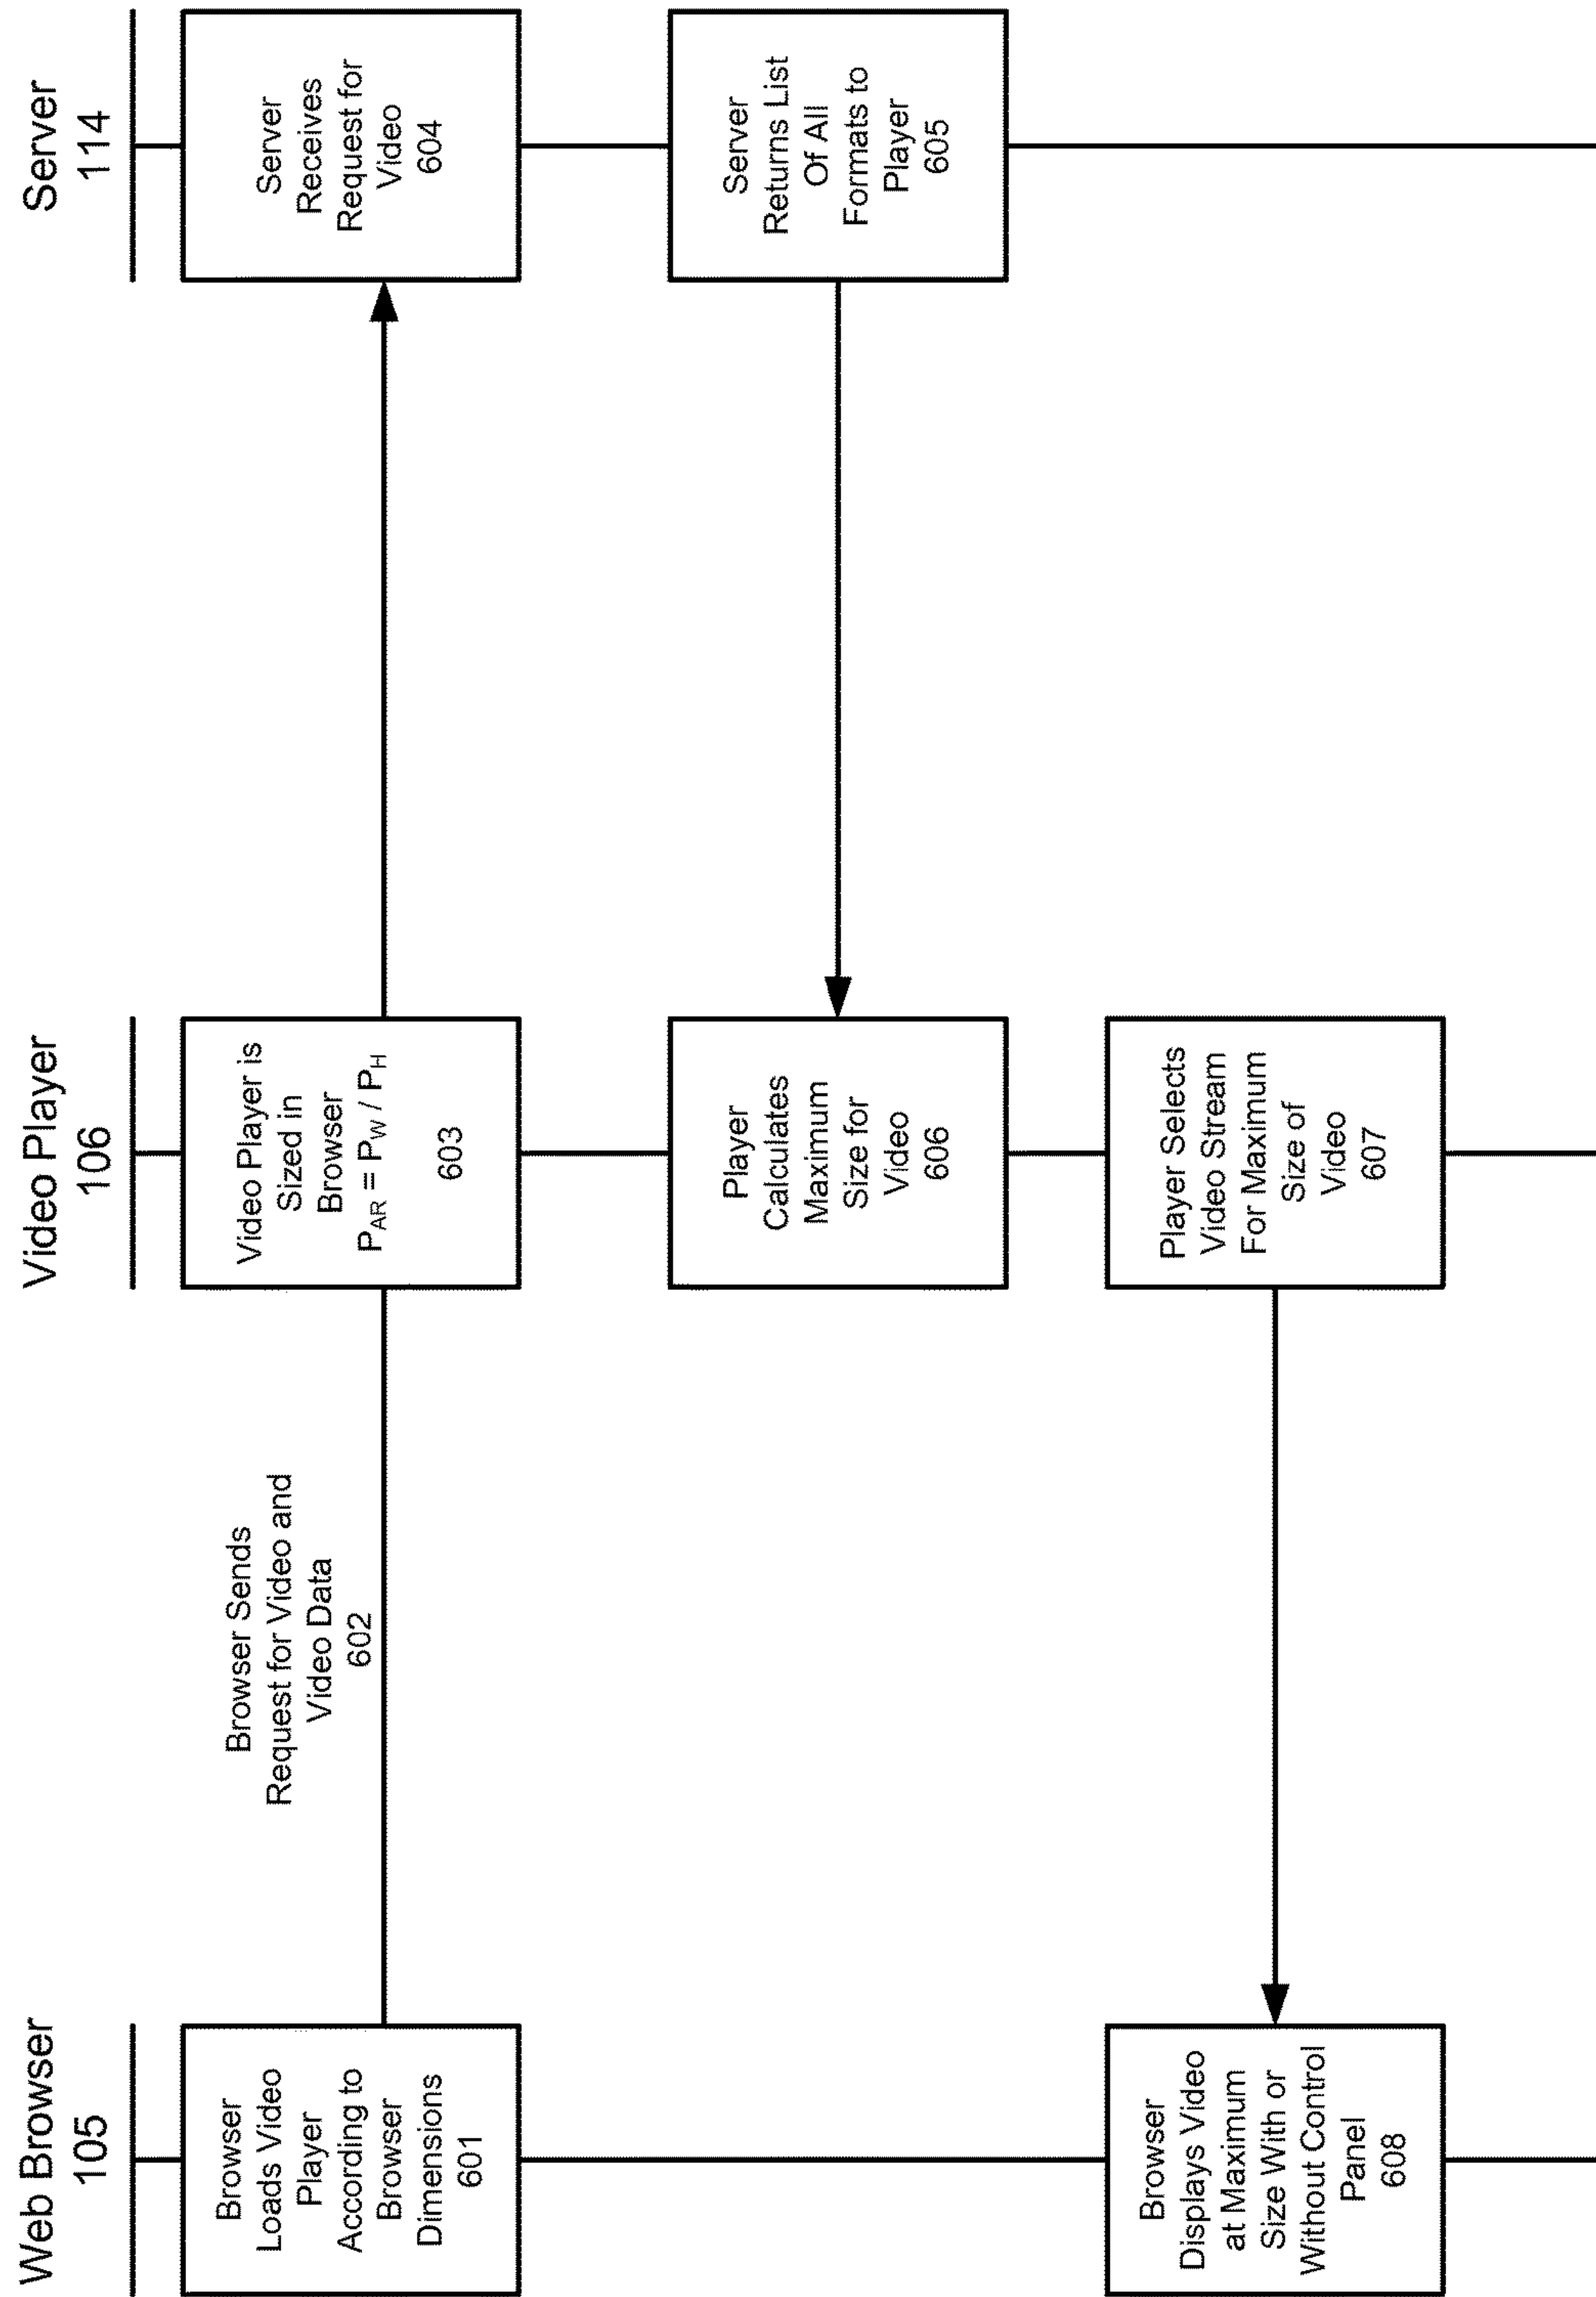 Web Browser
105
Video Player
106
Server
114
Browser
Loads Video
Player
According to
Browser
Dimensions
601
Browser Sends
Request for Video and
Video Data
602
Video Player is
Sized in
Browser
P_AR = P_W / P_H
603
Server
Receives
Request for
Video
604
Server
Returns List
Of All
Formats to
Player
605
Player
Calculates
Maximum
Size for
Video
606
Player Selects
Video Stream
For Maximum
Size of
Video
607
Browser
Displays Video
at Maximum
Size With or
Without Control
Panel
608